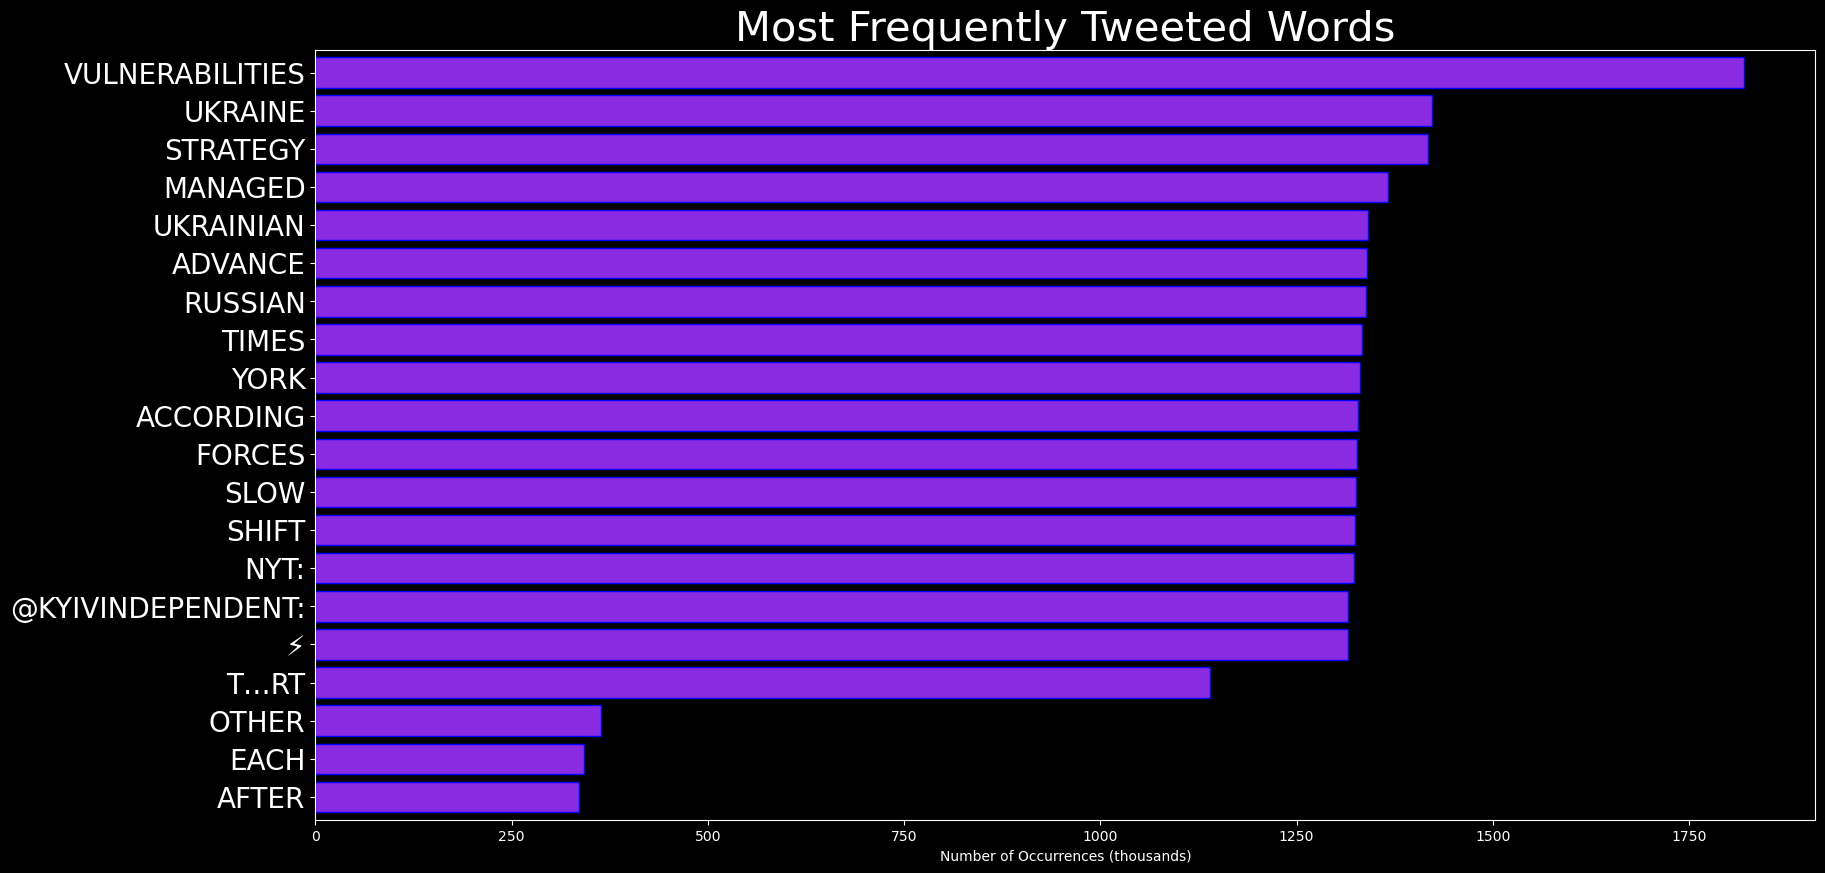 Most Frequently Tweeted Words
VULNERABILITIES
UKRAINE
STRATEGY
MANAGED
UKRAINIAN
ADVANCE
RUSSIAN
TIMES
YORK
ACCORDING
FORCES
SLOW
SHIFT
NYT:
@KYIVINDEPENDENT:
⚡
T…RT
OTHER
EACH
AFTER
0 250 500 750 1000 1250 1500 1750
Number of Occurrences (thousands)